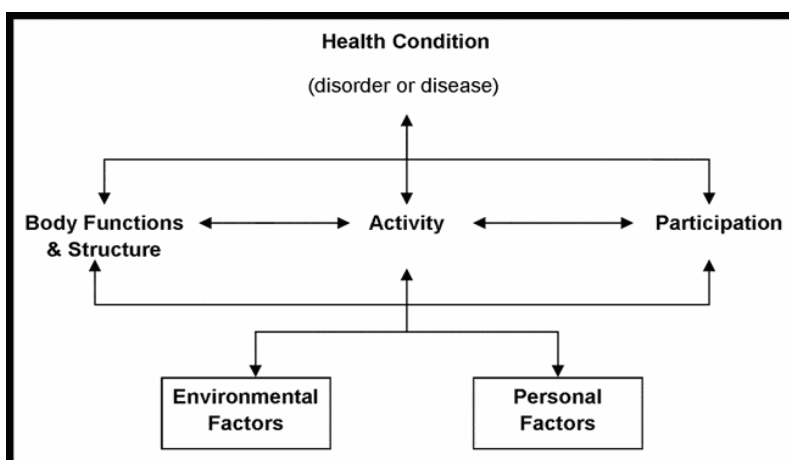 Health Condition
(disorder or disease)
Body Functions
& Structure
Activity
Participation
Environmental
Factors
Personal
Factors